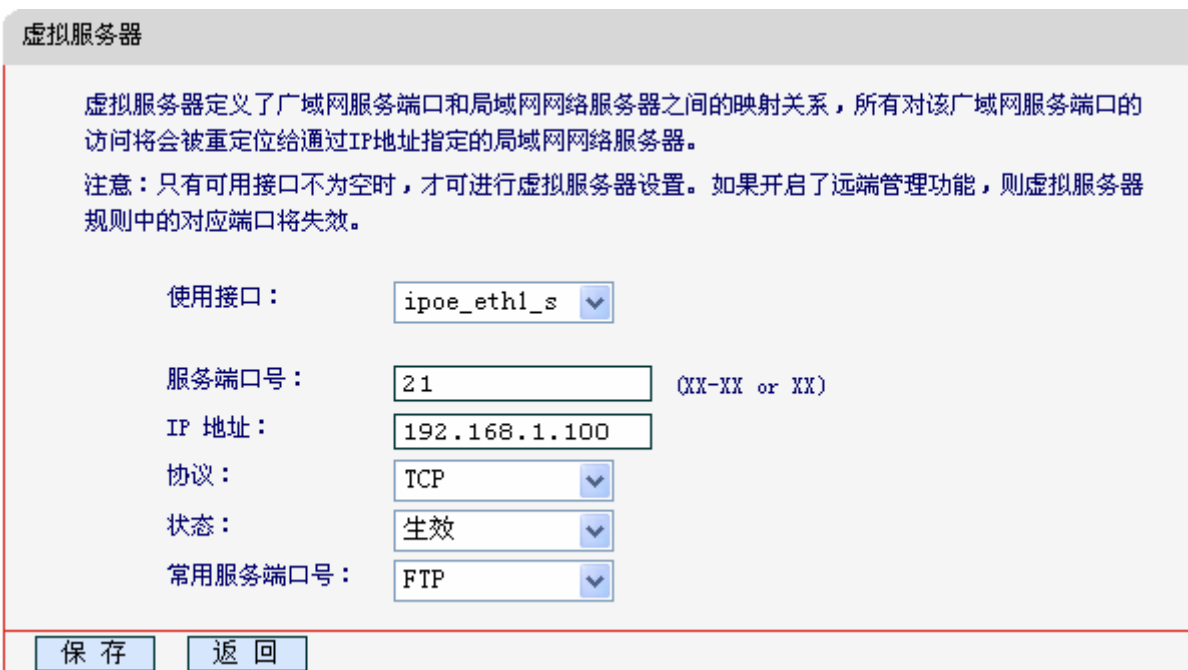 虚拟服务器
虚拟服务器定义了广域网服务端口和局域网网络服务器之间的映射关系，所有对该广域网服务端口的
访问将会被重定位给通过IP地址指定的局域网网络服务器。
注意：只有可用接口不为空时，才可进行虚拟服务器设置。如果开启了远端管理功能，则虚拟服务器
规则中的对应端口将失效。
使用接口： ipoe_eth1_s
服务端口号： 21 (XX-XX or XX)
IP 地址： 192.168.1.100
协议： TCP
状态： 生效
常用服务端口号： FTP
保 存 返 回